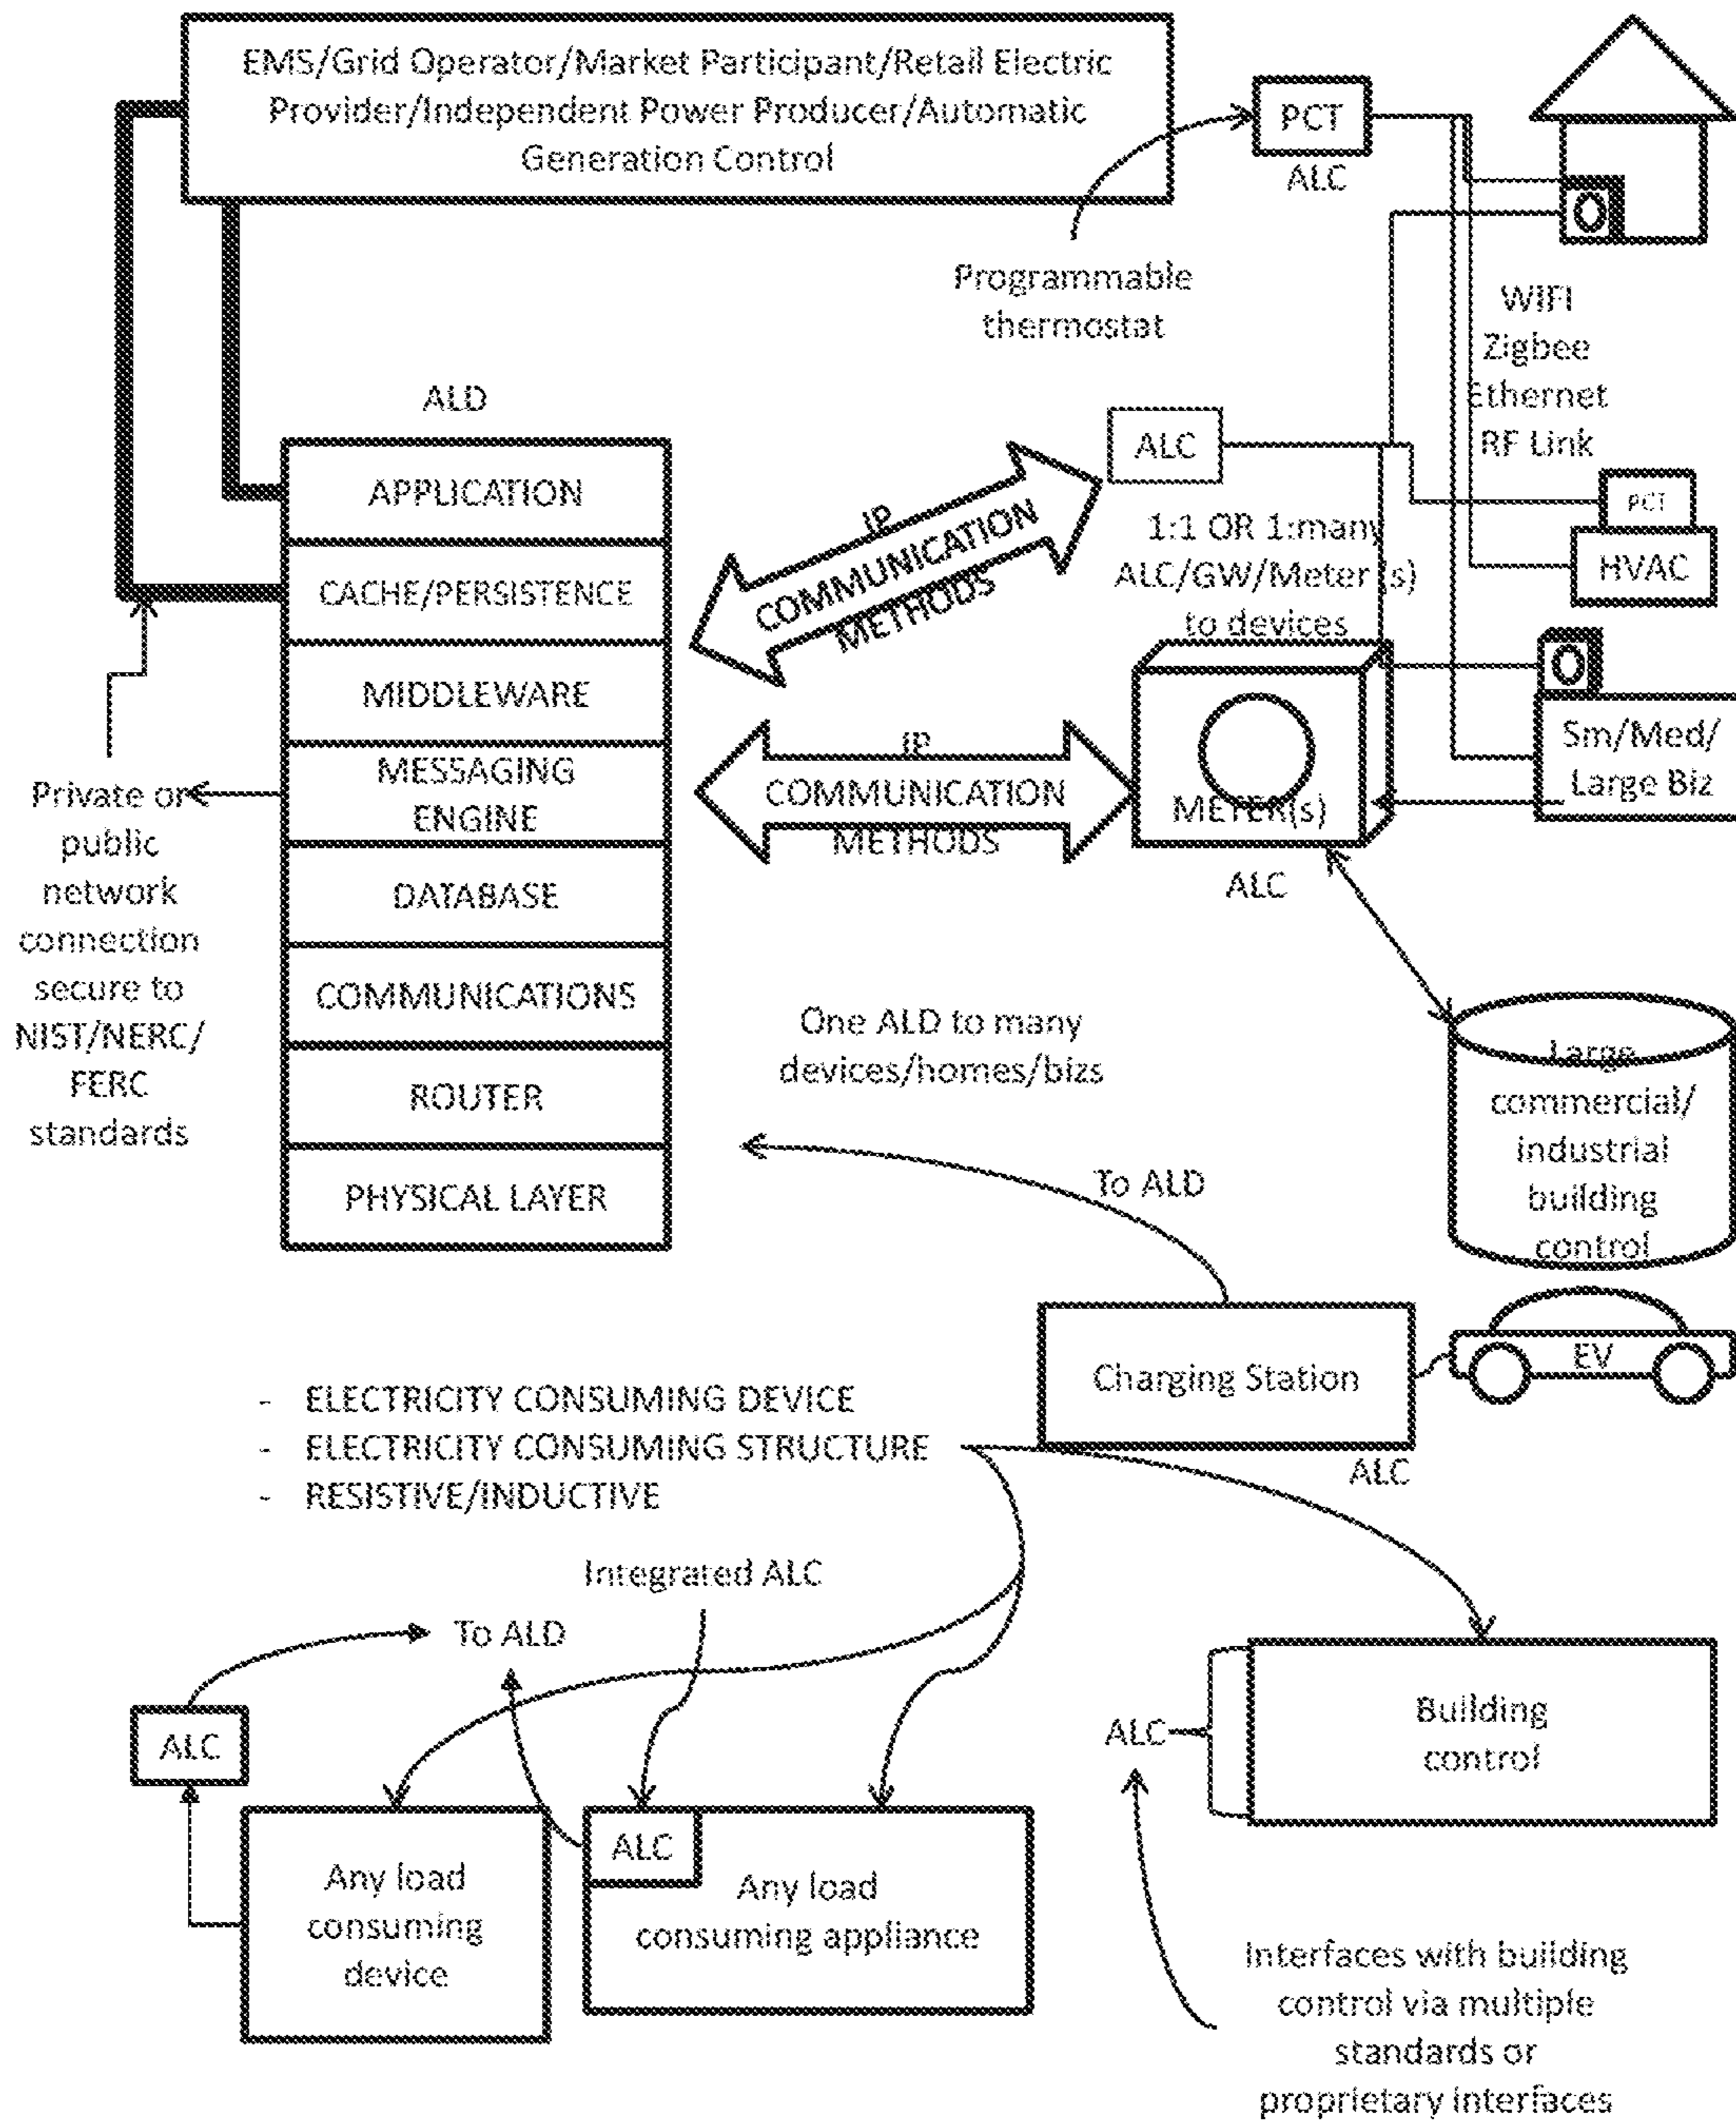 EMS/Grid Operator/Market Participant/Retail Electric
Provider/Independent Power Producer/Automatic
Generation Control
PCT
ALC
Programmable
thermostat
WIFI
Zigbee
Ethernet
RF Link
ALD
APPLICATION
CACHE/PERSISTENCE
MIDDLEWARE
MESSAGING
ENGINE
DATABASE
COMMUNICATIONS
ROUTER
PHYSICAL LAYER
IP
COMMUNICATION
METHODS
ALC
1:1 OR 1:many
ALC/GW/Meter(s)
to devices
PCT
HVAC
IP
COMMUNICATION
METHODS
METER(s)
ALC
Sm/Med/
Large Biz
Private or
public
network
connection
secure to
NIST/NERC/
FERC
standards
One ALD to many
devices/homes/bizs
Large
commercial/
industrial
building
control
To ALD
Charging Station
EV
ALC
- ELECTRICITY CONSUMING DEVICE
- ELECTRICITY CONSUMING STRUCTURE
- RESISTIVE/INDUCTIVE
Integrated ALC
To ALD
ALC
Any load
consuming
device
ALC
Any load
consuming appliance
ALC
Building
control
Interfaces with building
control via multiple
standards or
proprietary interfaces